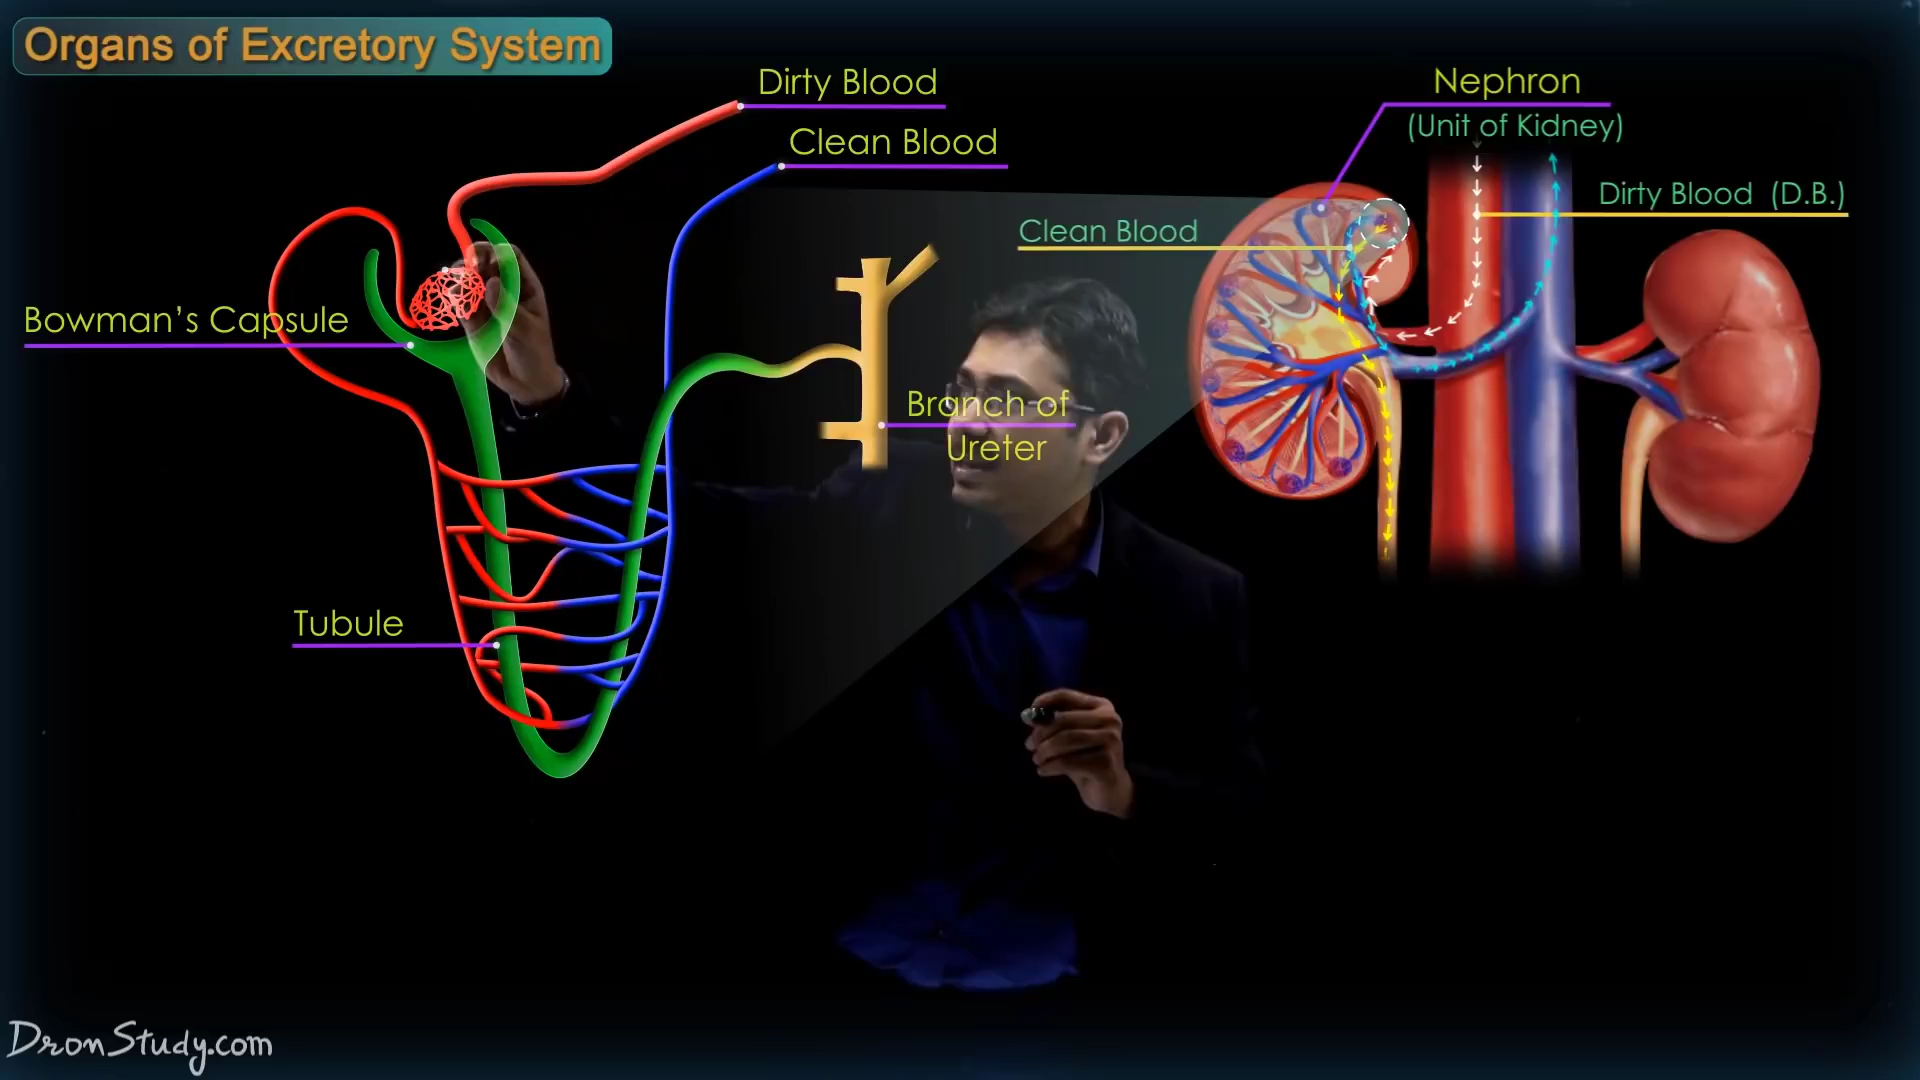 Organs of Excretory System
Dirty Blood
Clean Blood
Bowman's Capsule
Tubule
Branch of
Ureter
Nephron
(Unit of Kidney)
Dirty Blood (D.B.)
Clean Blood
DronStudy.com